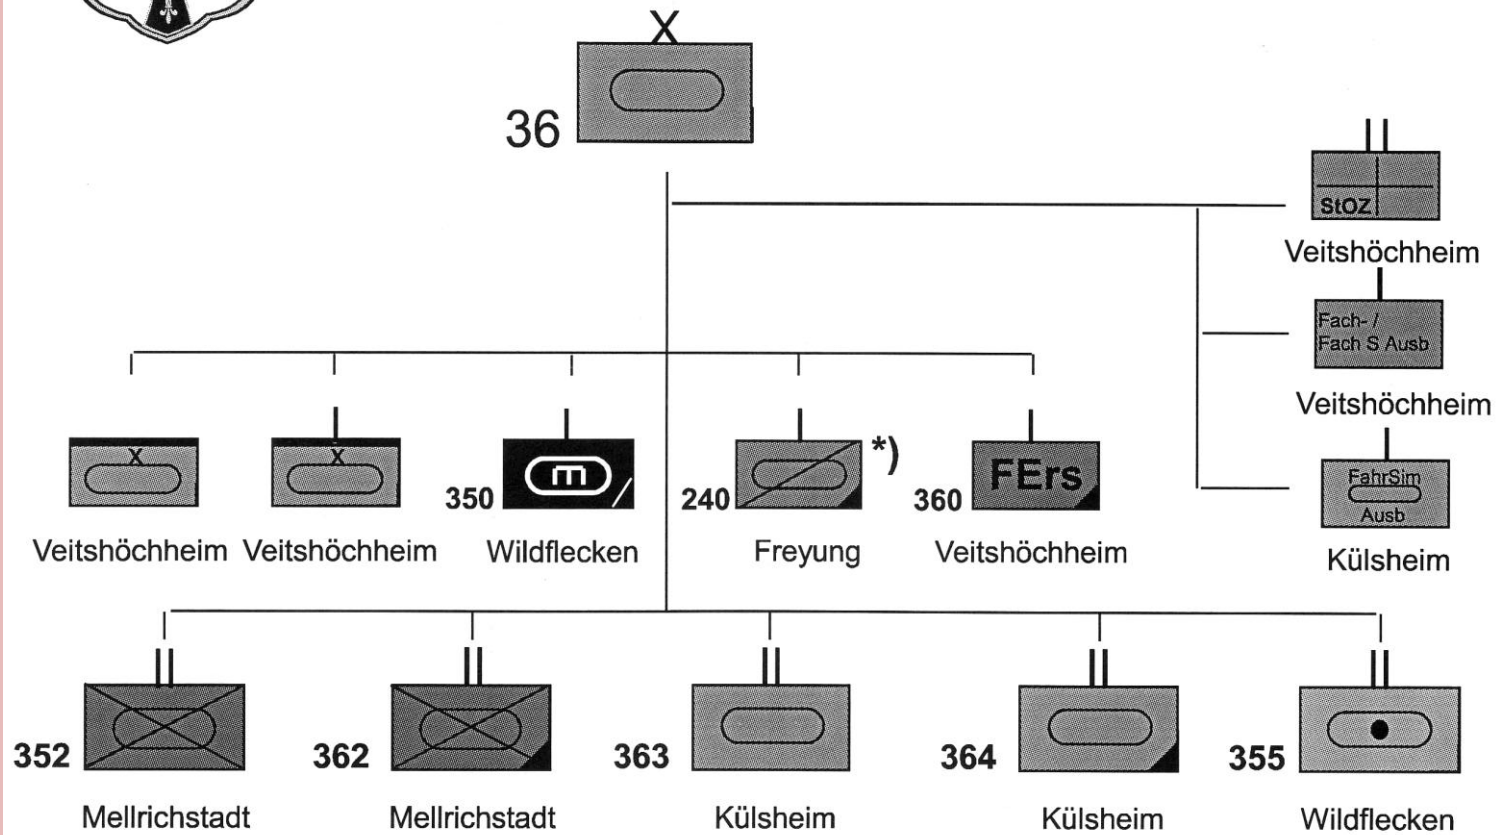 X
36
StOZ
Veitshöchheim
Fach- /
Fach S Ausb
Veitshöchheim
FahrSim
Ausb
Külsheim
X
Veitshöchheim
X
Veitshöchheim
350
m
Wildflecken
240
*)
Freyung
360
FErs
Veitshöchheim
352
Mellrichstadt
362
Mellrichstadt
363
Külsheim
364
Külsheim
355
Wildflecken